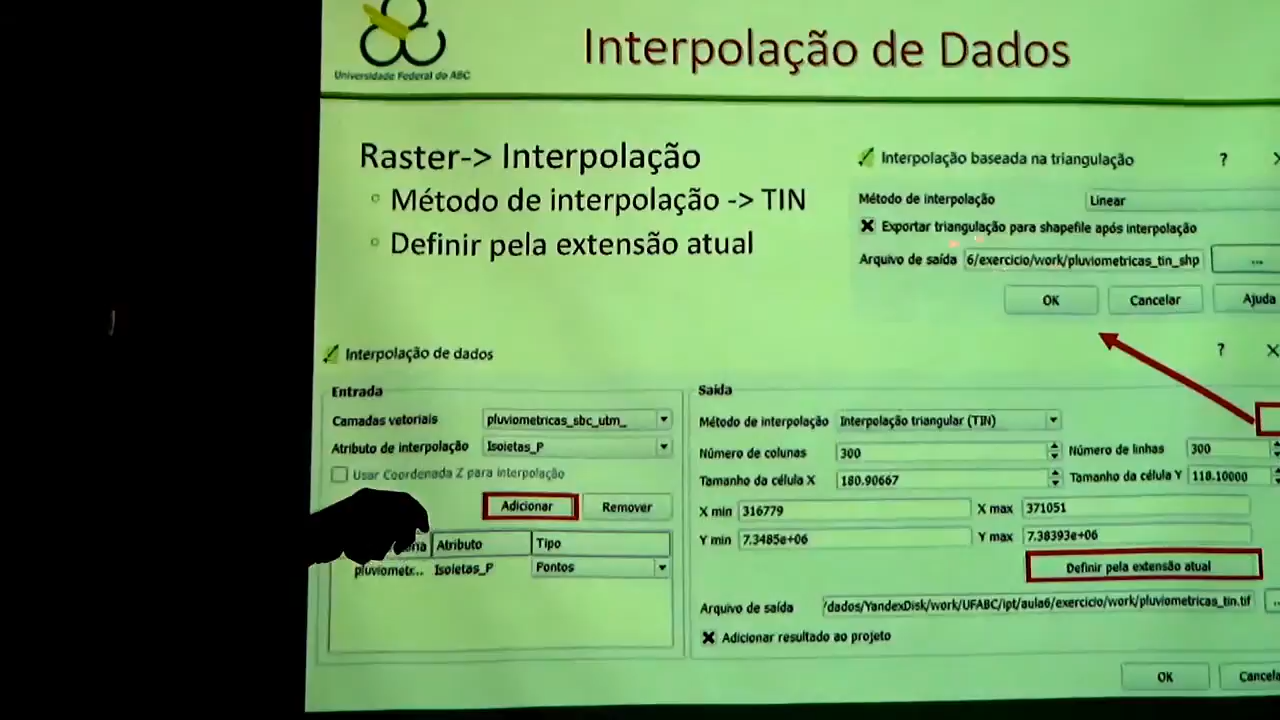 Universidade Federal do ABC
Interpolação de Dados
Raster-> Interpolação
Método de interpolação -> TIN
Definir pela extensão atual
Interpolação baseada na triangulação ?
Método de interpolação Linear
Exportar triangulação para shapefile após interpolação
Arquivo de saída 6/exercicio/work/pluviometricas_tin_shp ...
OK Cancelar Ajuda
Interpolação de dados ?
Entrada
Camadas vetoriais pluviometricas_sbc_utm_
Atributo de interpolação Isoietas_P
Usar Coordenada Z para interpolação
Adicionar Remover
Atributo Tipo
pluviometr... Isoietas_P Pontos
Saída
Método de interpolação Interpolação triangular (TIN)
Número de colunas 300 Número de linhas 300
Tamanho da célula X 180.90667 Tamanho da célula Y 118.10000
X min 316779 X max 371051
Y min 7.3485e+06 Y max 7.38393e+06
Definir pela extensão atual
Arquivo de saída /dados/YandexDisk/work/UFABC/ipt/aula6/exercicio/work/pluviometricas_tin.tif
Adicionar resultado ao projeto
OK Cancela